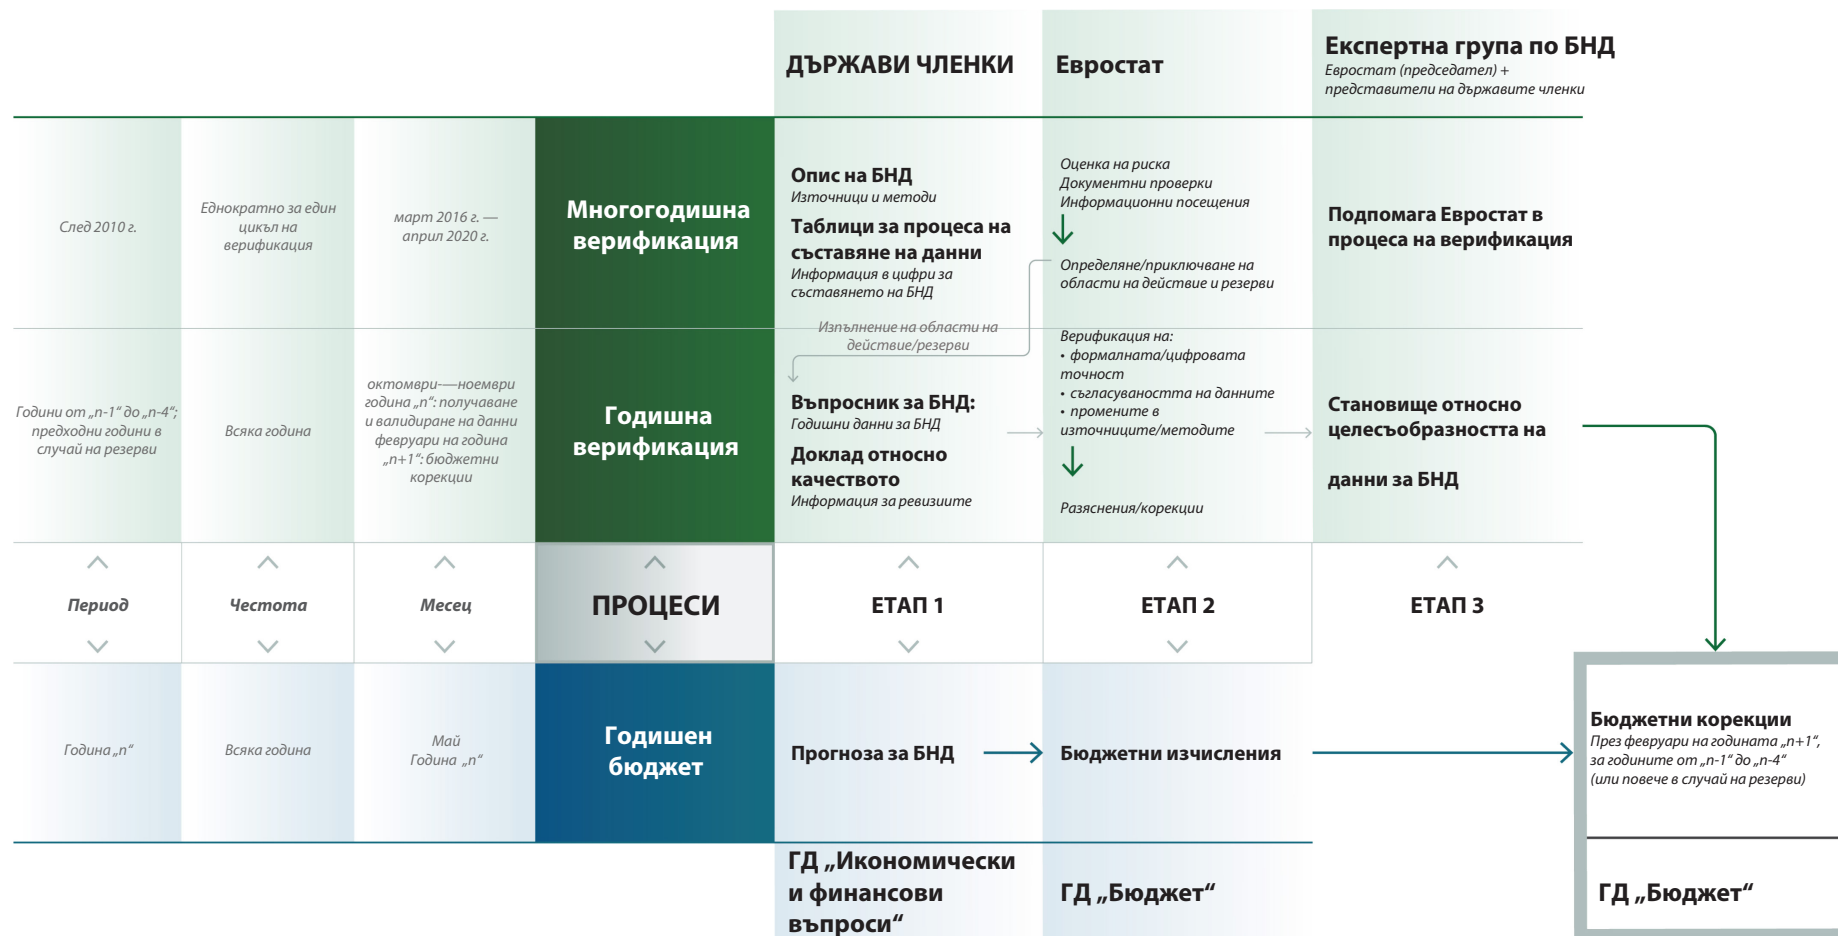 ДЪРЖАВИ ЧЛЕНКИ
Евростат
Експертна група по БНД
Евростат (председател) +
представители на държавите членки
След 2010 г.
Еднократно за един
цикъл на
верификация
март 2016 г. —
април 2020 г.
Многогодишна
верификация
Опис на БНД
Източници и методи
Таблици за процеса на
съставяне на данни
Информация в цифри за
съставянето на БНД
Оценка на риска
Документни проверки
Информационни посещения
Определяне/приключване на
области на действие и резерви
Подпомага Евростат в
процеса на верификация
Изпълнение на области на
действие/резерви
Години от „n-1“ до „n-4“;
предходни години в
случай на резерви
Всяка година
октомври-—ноември
година „n“: получаване
и валидиране на данни
февруари на година
„n+1“: бюджетни
корекции
Годишна
верификация
Въпросник за БНД:
Годишни данни за БНД
Доклад относно
качеството
Информация за ревизиите
Верификация на:
• формалната/цифровата
точност
• съгласуваността на данните
• промените в
източниците/методите
Разяснения/корекции
Становище относно
целесъобразността на
данни за БНД
Период
Честота
Месец
ПРОЦЕСИ
ЕТАП 1
ЕТАП 2
ЕТАП 3
Година „n“
Всяка година
Май
Година „n“
Годишен
бюджет
Прогноза за БНД
Бюджетни изчисления
Бюджетни корекции
През февруари на годината „n+1“,
за годините от „n-1“ до „n-4“
(или повече в случай на резерви)
ГД „Икономически
и финансови
въпроси“
ГД „Бюджет“
ГД „Бюджет“